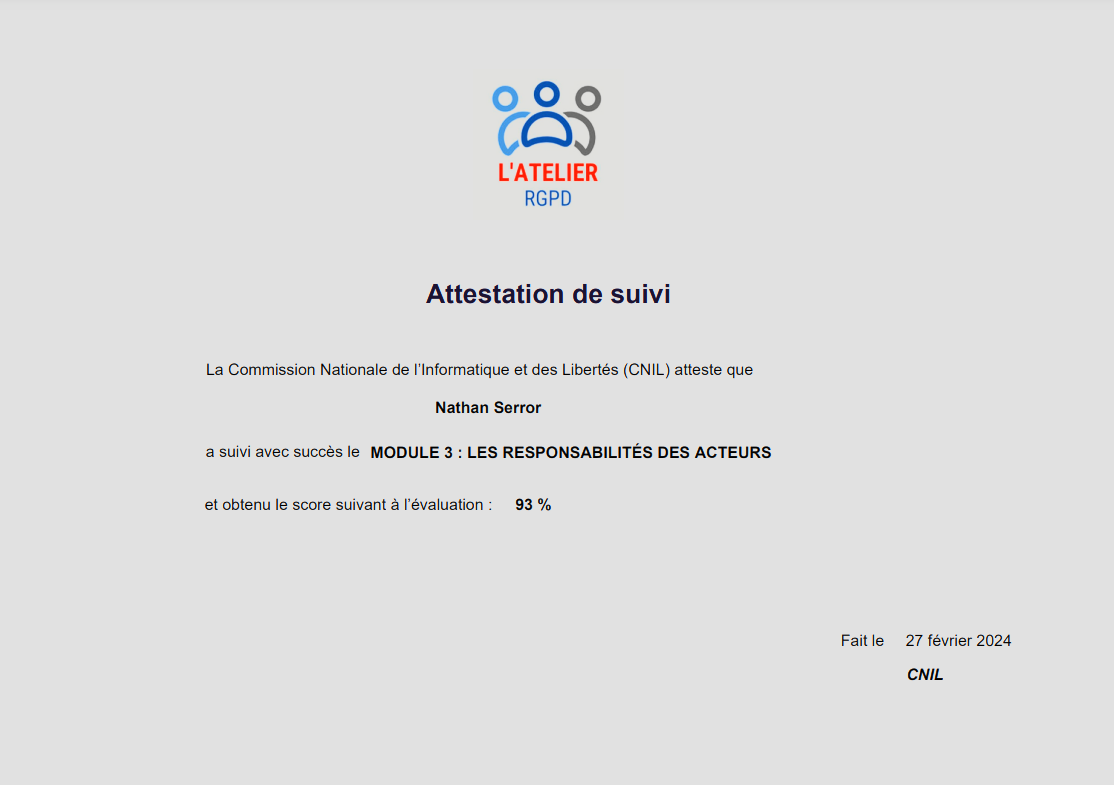 L'ATELIER
RGPD
Attestation de suivi
La Commission Nationale de l’Informatique et des Libertés (CNIL) atteste que
Nathan Serror
a suivi avec succès le MODULE 3 : LES RESPONSABILITÉS DES ACTEURS
et obtenu le score suivant à l’évaluation : 93 %
Fait le 27 février 2024
CNIL